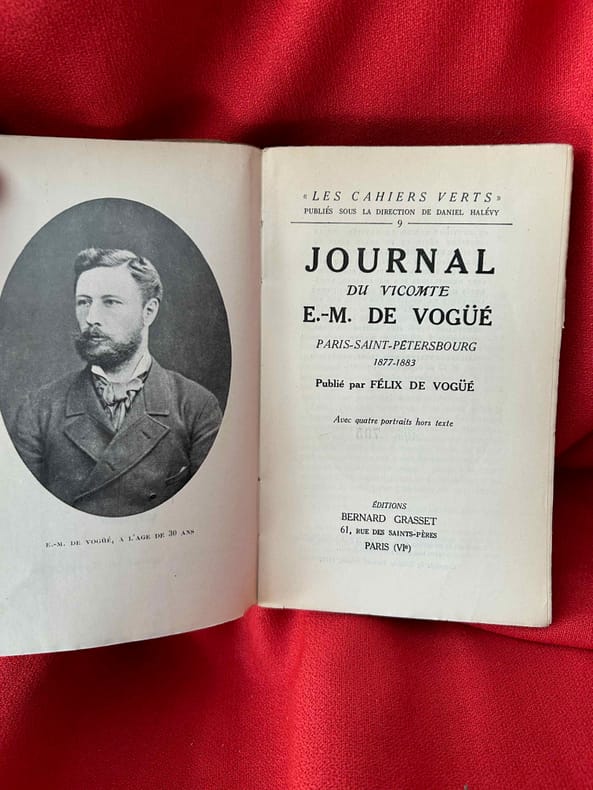 E.-M. DE VOGÜÉ, A L'AGE DE 30 ANS
« LES CAHIERS VERTS »
PUBLIÉS SOUS LA DIRECTION DE DANIEL HALÉVY
9
JOURNAL
DU VICOMTE
E.-M. DE VOGÜÉ
PARIS-SAINT-PÉTERSBOURG
1877-1883
Publié par FÉLIX DE VOGÜÉ
Avec quatre portraits hors texte
ÉDITIONS
BERNARD GRASSET
61, RUE DES SAINTS-PÈRES
PARIS (VIe)